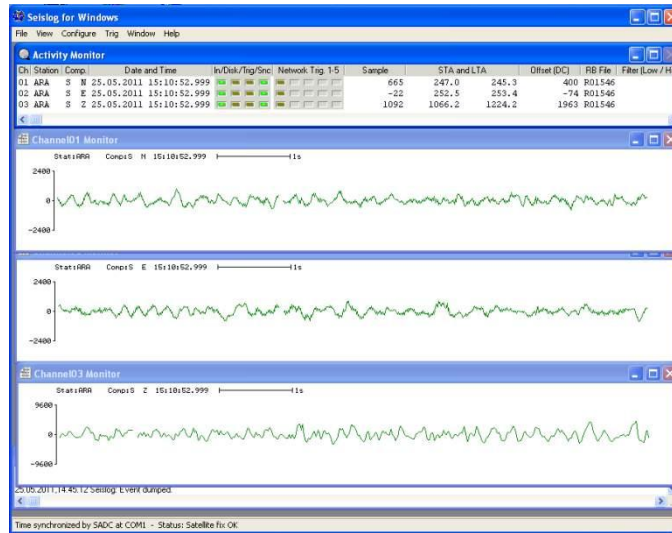 Seislog for Windows
File View Configure Trig Window Help
Activity Monitor
Ch Station Comp. Date and Time In/Disk/Trig/Snc Network Trig. 1-5 Sample STA and LTA Offset (DC) RB File Filter (Low / H
01 ARA S N 25.05.2011 15:10:52.999 665 247.0 245.3 400 R01546
02 ARA S E 25.05.2011 15:10:52.999 -22 252.5 253.4 -74 R01546
03 ARA S Z 25.05.2011 15:10:52.999 1092 1066.2 1224.2 1963 R01546
Channel01 Monitor
Stat:ARA Comp:S N 15:10:52.999 1s
2400
0
-2400
Stat:ARA Comp:S E 15:10:52.999 1s
2400
0
-2400
Channel03 Monitor
Stat:ARA Comp:S Z 15:10:52.999 1s
9600
0
-9600
25.05.2011,14.45.12 Seislog: Event dumped.
Time synchronized by SADC at COM1 - Status: Satellite fix OK